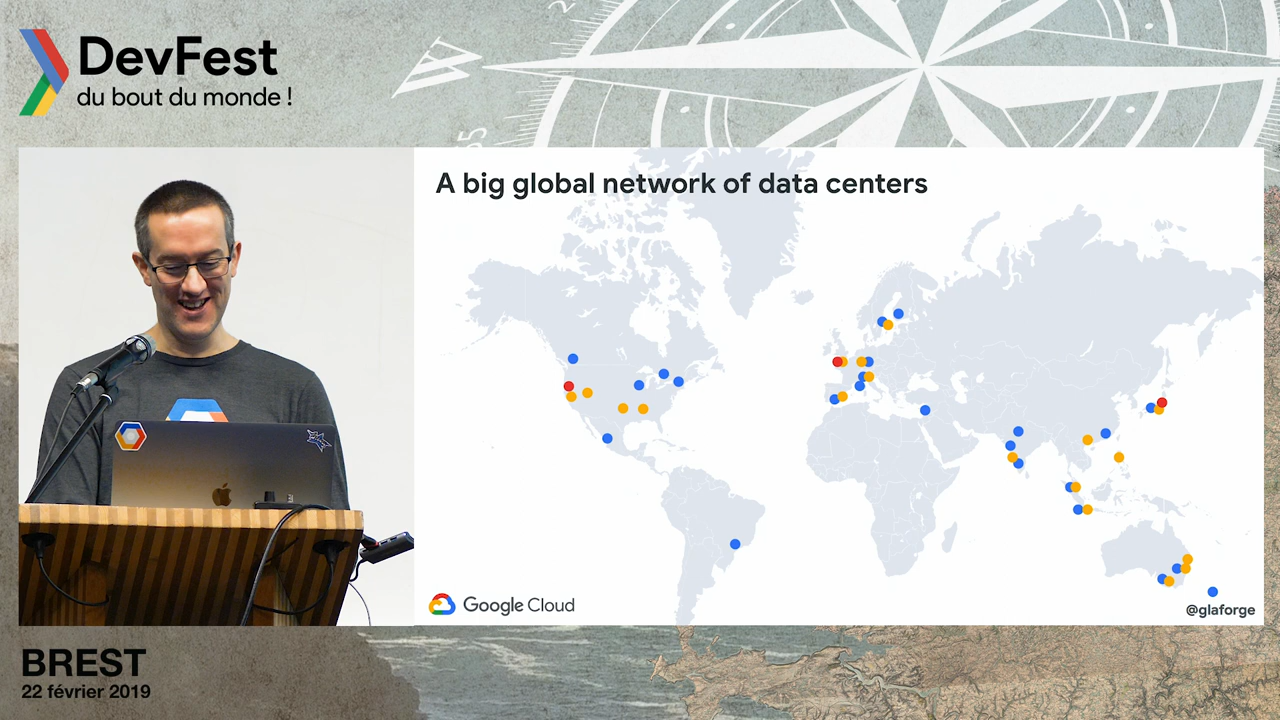 DevFest
du bout du monde !
W
A big global network of data centers
Google Cloud
@glaforge
BREST
22 février 2019